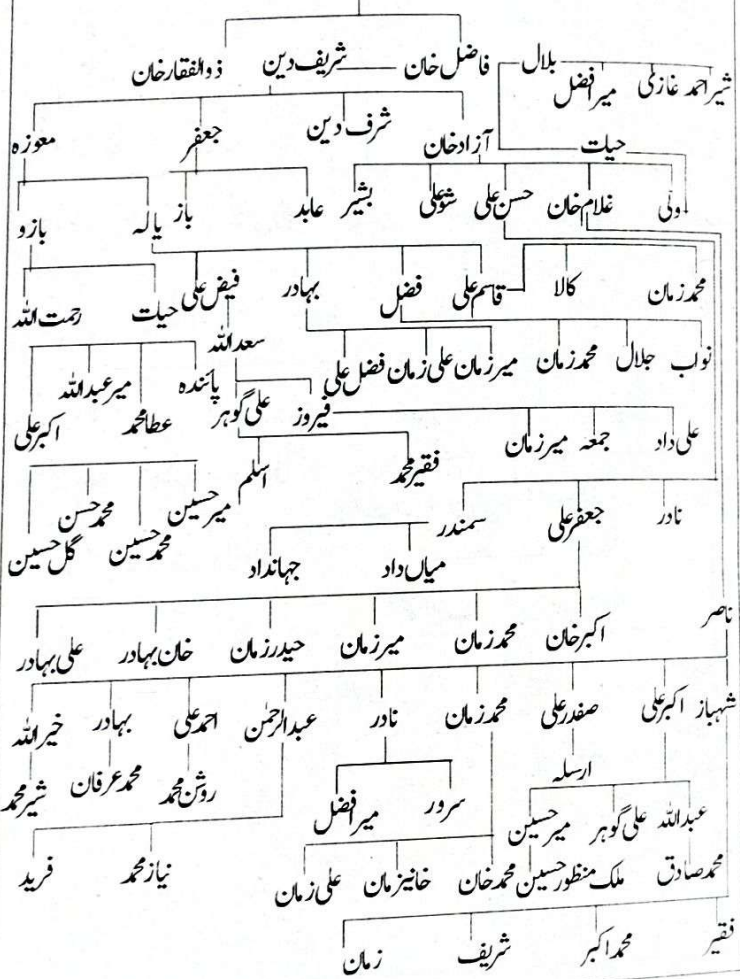 شیر احمد غازی میر افضل بلال فاضل خان شریف دین ذوالفقار خان
حیات آزاد خان شرف دین جعفر معوزہ
ولی غلام خان حسن علی شو علی بشیر عابد باز یالہ بازو
محمد زمان کالا قاسم علی فضل بہادر فیض علی حیات رحمت اللہ
نواب جلال محمد زمان میر زمان علی زمان فضل علی سعد اللہ پائندہ عطا محمد میر عبداللہ اکبر علی
علی داد جمعہ میر زمان فیروز علی گوہر
فقیر محمد اسلم میر حسین محمد حسین محمد حسن گل حسین
نادر جعفر علی سمندر
میاں داد جہانداد
ناصر اکبر خان محمد زمان میر زمان حیدر زمان خان بہادر علی بہادر
شہباز اکبر علی صفدر علی محمد زمان نادر عبدالرحمٰن احمد علی بہادر خیر اللہ
ارسلہ سرور میر افضل روشن محمد محمد عرفان شیر محمد
عبداللہ علی گوہر میر حسین
محمد صادق ملک منظور حسین محمد خان خانیزمان علی زمان نیاز محمد فرید
فقیر محمد اکبر شریف زمان